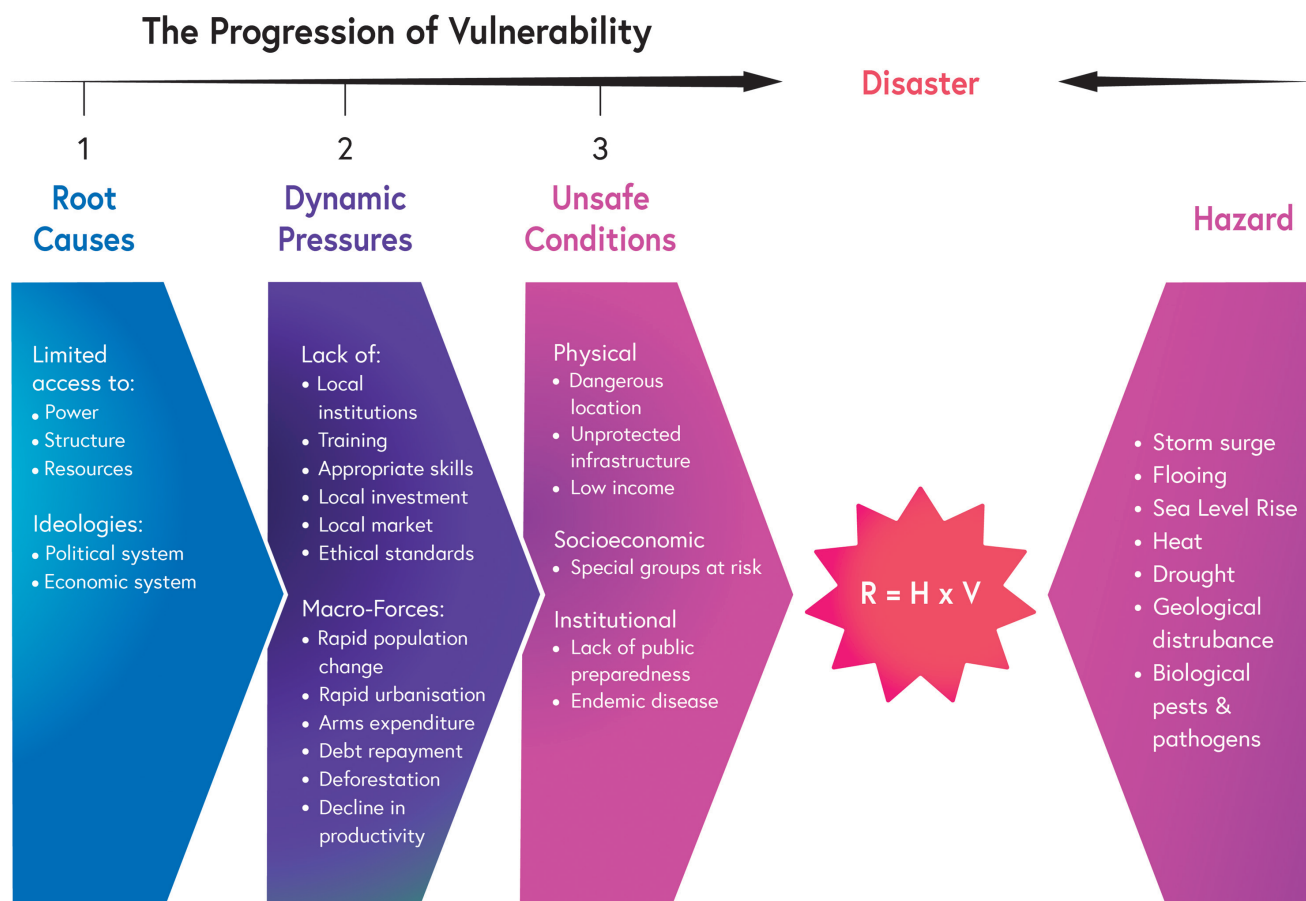 The Progression of Vulnerability
Disaster
1
2
3
Root
Causes
Dynamic
Pressures
Unsafe
Conditions
Hazard
Limited
access to:
• Power
• Structure
• Resources
Ideologies:
• Political system
• Economic system
Lack of:
• Local
institutions
• Training
• Appropriate skills
• Local investment
• Local market
• Ethical standards
Macro-Forces:
• Rapid population
change
• Rapid urbanisation
• Arms expenditure
• Debt repayment
• Deforestation
• Decline in
productivity
Physical
• Dangerous
location
• Unprotected
infrastructure
• Low income
Socioeconomic
• Special groups at risk
Institutional
• Lack of public
preparedness
• Endemic disease
R = H x V
• Storm surge
• Flooing
• Sea Level Rise
• Heat
• Drought
• Geological
distrubance
• Biological
pests &
pathogens